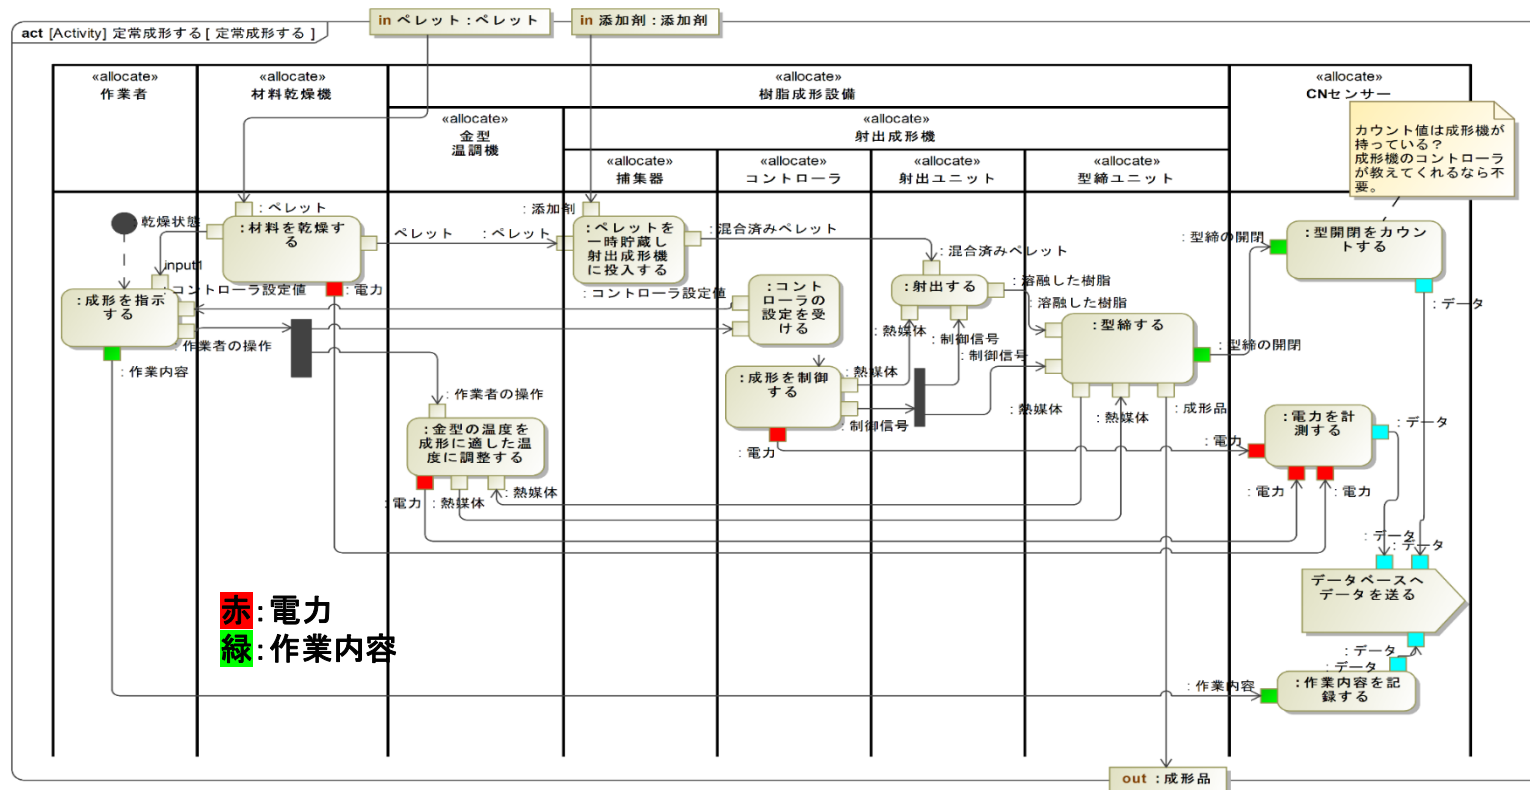 act [Activity] 定常成形する [ 定常成形する ]
in ペレット : ペレット
in 添加剤 : 添加剤
«allocate»
作業者
«allocate»
材料乾燥機
«allocate»
樹脂成形設備
«allocate»
CNセンサー
«allocate»
金型
温調機
«allocate»
射出成形機
«allocate»
捕集器
«allocate»
コントローラ
«allocate»
射出ユニット
«allocate»
型締ユニット
カウント値は成形機が
持っている？
成形機のコントローラ
が教えてくれるなら不
要。
乾燥状態
: ペレット
: 材料を乾燥す
る
ペレット
: ペレット
: 添加剤
: ペレットを
一時貯蔵し
射出成形機
に投入する
: 混合済みペレット
: 混合済みペレット
: 型締の開閉
: 型開閉をカウン
トする
input1
: コントローラ設定値
: 電力
: コントローラ設定値
: コント
ローラの
設定を受
ける
: 射出する
: 溶融した樹脂
: 溶融した樹脂
: データ
: 成形を指示
する
: 作業者の操作
: 作業内容
: 熱媒体
: 制御信号
: 制御信号
: 型締する
: 型締の開閉
: 成形を制御
する
: 熱媒体
: 制御信号
: 電力
: 作業者の操作
: 金型の温度を
成形に適した温
度に調整する
: 熱媒体
: 熱媒体
: 成形品
: 電力
: 電力を計
測する
: データ
: 電力
: 熱媒体
: 熱媒体
: 電力
: 電力
: データ
: データ
データベースへ
データを送る
赤:電力
緑:作業内容
: データ
: データ
: 作業内容
: 作業内容を記
録する
out : 成形品